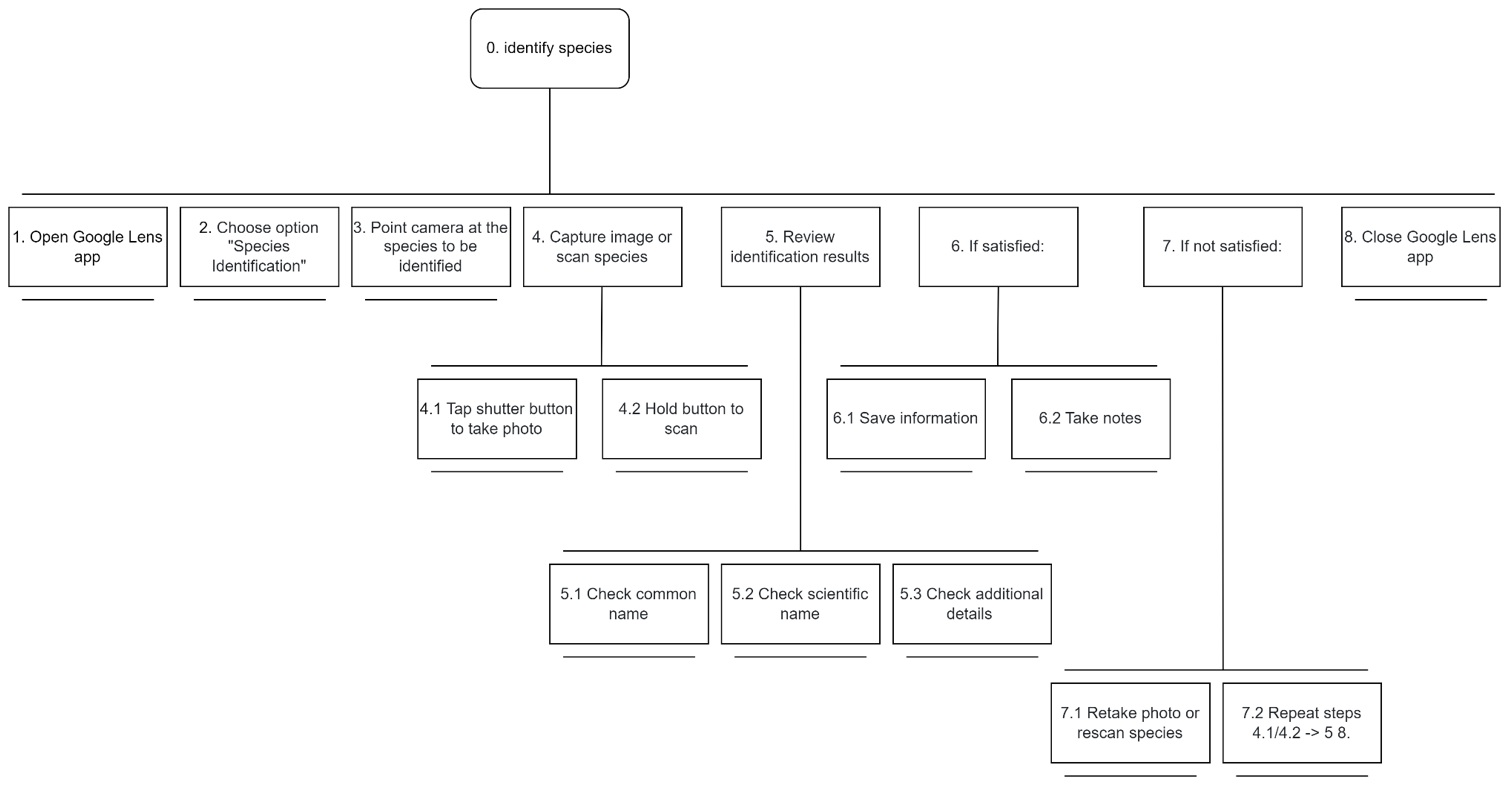 0. identify species
1. Open Google Lens
app
2. Choose option
"Species
Identification"
3. Point camera at the
species to be
identified
4. Capture image or
scan species
5. Review
identification results
6. If satisfied:
7. If not satisfied:
8. Close Google Lens
app
4.1 Tap shutter button
to take photo
4.2 Hold button to
scan
6.1 Save information
6.2 Take notes
5.1 Check common
name
5.2 Check scientific
name
5.3 Check additional
details
7.1 Retake photo or
rescan species
7.2 Repeat steps
4.1/4.2 -> 5 8.